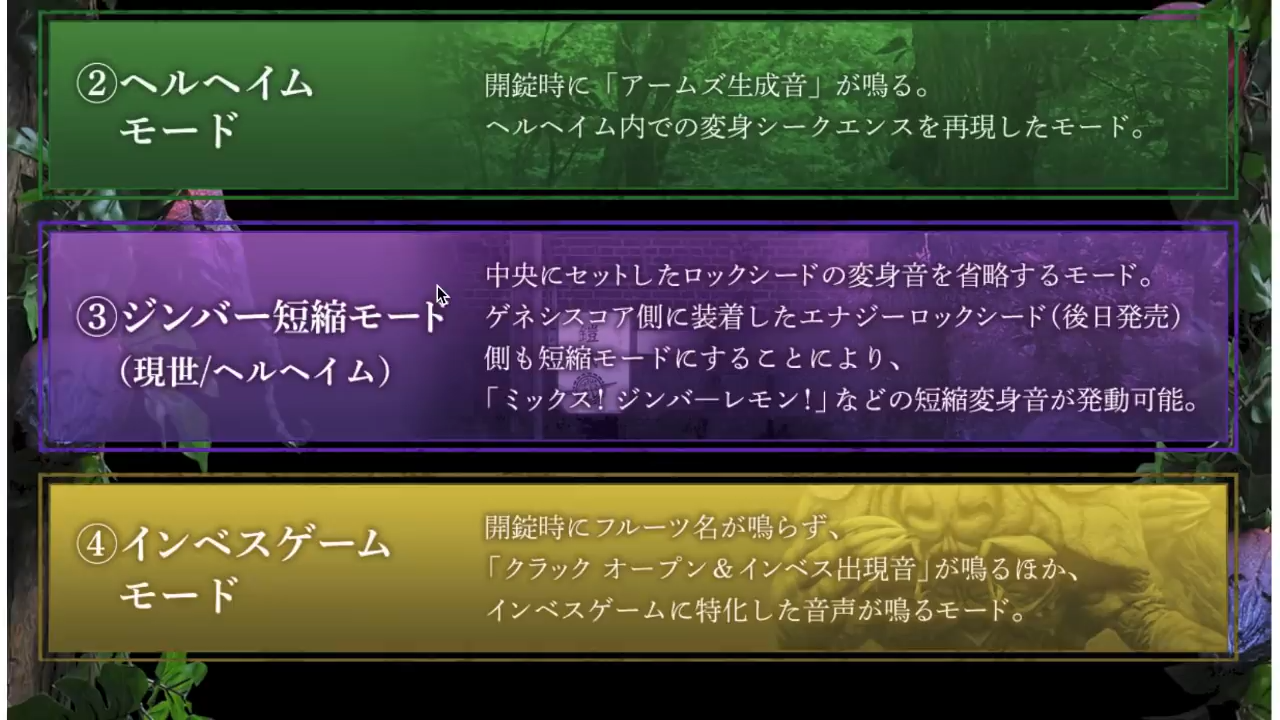 ②ヘルヘイム
モード
開錠時に「アームズ生成音」が鳴る。
ヘルヘイム内での変身シークエンスを再現したモード。
③ジンバー短縮モード
（現世/ヘルヘイム）
中央にセットしたロックシードの変身音を省略するモード。
ゲネシスコア側に装着したエナジーロックシード（後日発売）
側も短縮モードにすることにより、
「ミックス！ジンバーレモン！」などの短縮変身音が発動可能。
④インベスゲーム
モード
開錠時にフルーツ名が鳴らず、
「クラック オープン＆インベス出現音」が鳴るほか、
インベスゲームに特化した音声が鳴るモード。